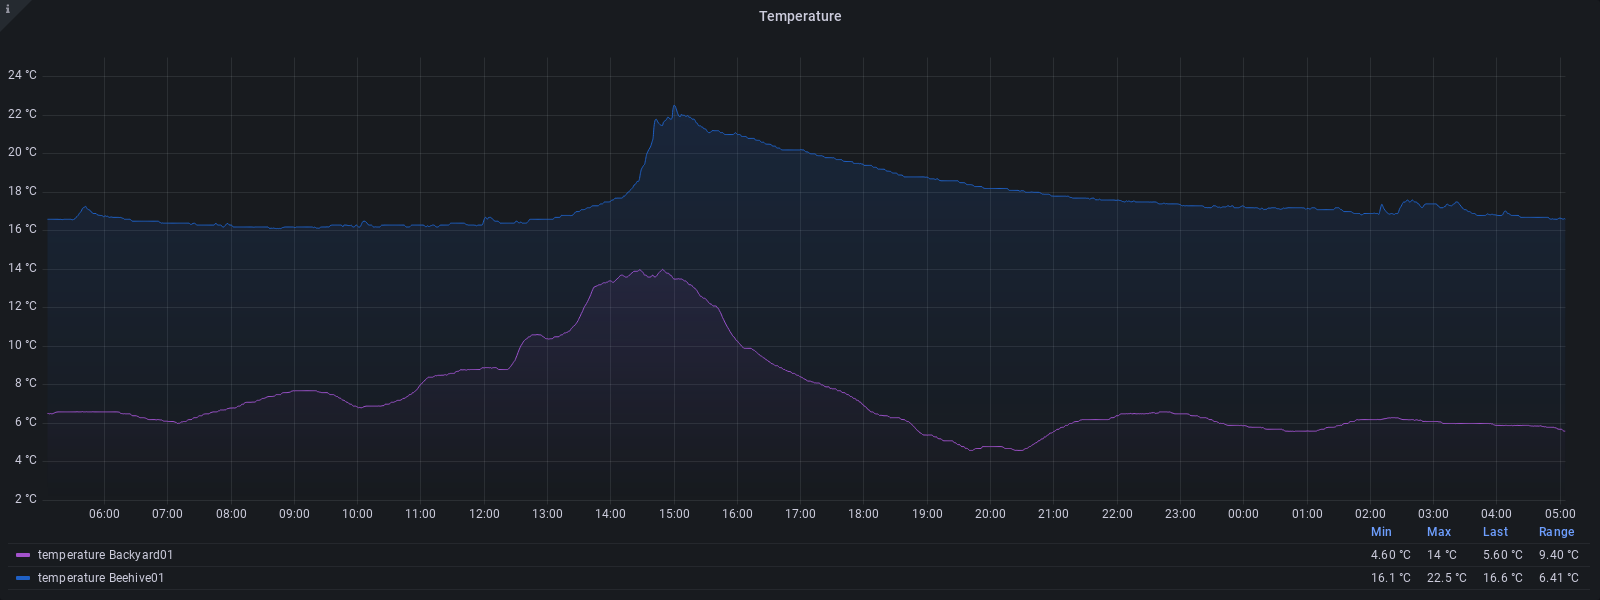 i
Temperature
24 °C
22 °C
20 °C
18 °C
16 °C
14 °C
12 °C
10 °C
8 °C
6 °C
4 °C
2 °C
06:00 07:00 08:00 09:00 10:00 11:00 12:00 13:00 14:00 15:00 16:00 17:00 18:00 19:00 20:00 21:00 22:00 23:00 00:00 01:00 02:00 03:00 04:00 05:00
Min Max Last Range
temperature Backyard01 4.60 °C 14 °C 5.60 °C 9.40 °C
temperature Beehive01 16.1 °C 22.5 °C 16.6 °C 6.41 °C